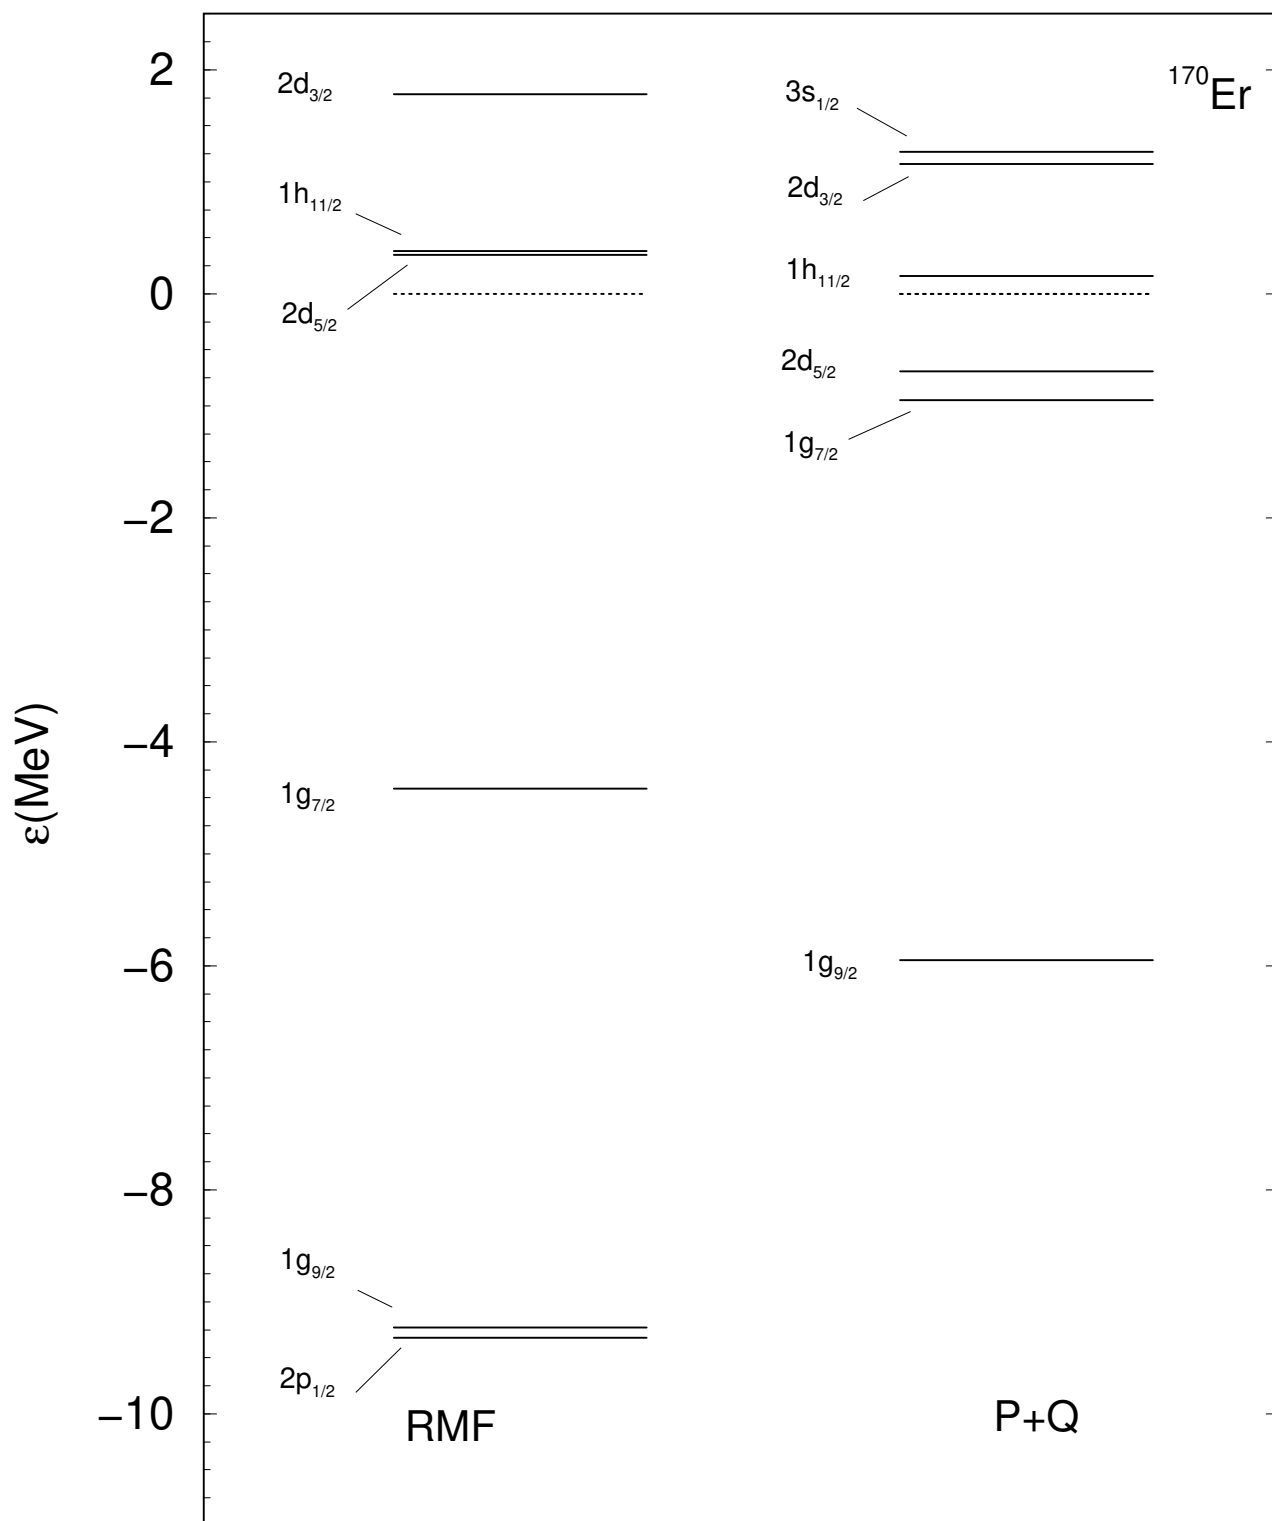 2
0
−2
−4
−6
−8
−10
ε(MeV)
2d3/2
1h11/2
2d5/2
1g7/2
1g9/2
2p1/2
RMF
170Er
3s1/2
2d3/2
1h11/2
2d5/2
1g7/2
1g9/2
P+Q